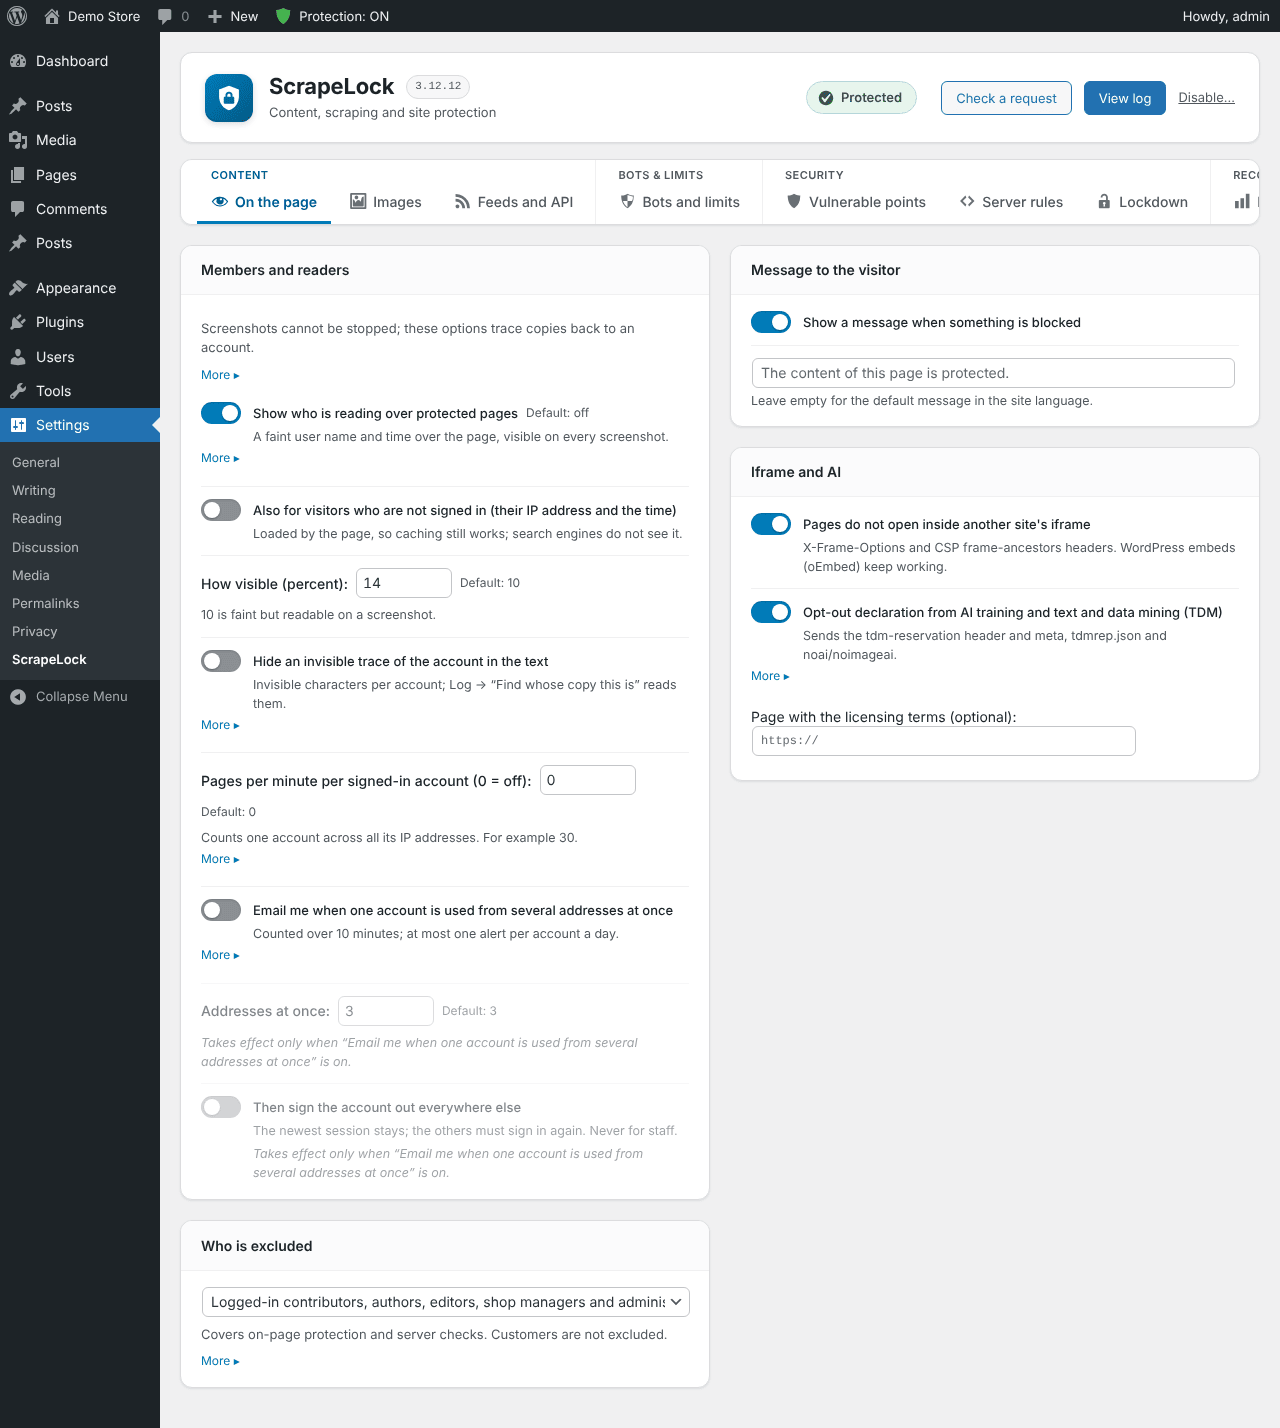 Demo Store
0
New
Protection: ON
Howdy, admin
Dashboard
Posts
Media
Pages
Comments
Posts
Appearance
Plugins
Users
Tools
Settings
General
Writing
Reading
Discussion
Media
Permalinks
Privacy
ScrapeLock
Collapse Menu
ScrapeLock
3.12.12
Content, scraping and site protection
Protected
Check a request
View log
Disable...
CONTENT
On the page
Images
Feeds and API
BOTS & LIMITS
Bots and limits
SECURITY
Vulnerable points
Server rules
Lockdown
Members and readers
Screenshots cannot be stopped; these options trace copies back to an
account.
More ▸
Show who is reading over protected pages Default: off
A faint user name and time over the page, visible on every screenshot.
More ▸
Also for visitors who are not signed in (their IP address and the time)
Loaded by the page, so caching still works; search engines do not see it.
How visible (percent): 14 Default: 10
10 is faint but readable on a screenshot.
Hide an invisible trace of the account in the text
Invisible characters per account; Log → “Find whose copy this is” reads
them.
More ▸
Pages per minute per signed-in account (0 = off): 0
Default: 0
Counts one account across all its IP addresses. For example 30.
More ▸
Email me when one account is used from several addresses at once
Counted over 10 minutes; at most one alert per account a day.
More ▸
Addresses at once: 3 Default: 3
Takes effect only when “Email me when one account is used from several
addresses at once” is on.
Then sign the account out everywhere else
The newest session stays; the others must sign in again. Never for staff.
Takes effect only when “Email me when one account is used from
several addresses at once” is on.
Who is excluded
Logged-in contributors, authors, editors, shop managers and
Covers on-page protection and server checks. Customers are not excluded.
More ▸
Message to the visitor
Show a message when something is blocked
The content of this page is protected.
Leave empty for the default message in the site language.
Iframe and AI
Pages do not open inside another site's iframe
X-Frame-Options and CSP frame-ancestors headers. WordPress embeds
(oEmbed) keep working.
Opt-out declaration from AI training and text and data mining (TDM)
Sends the tdm-reservation header and meta, tdmrep.json and
noai/noimageai.
More ▸
Page with the licensing terms (optional):
https://